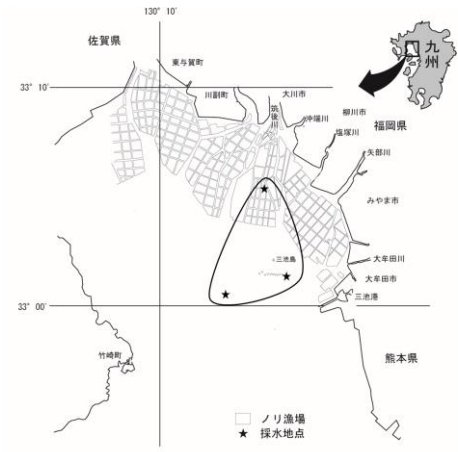 130° 10′
佐賀県
東与賀町
九州
33° 10′
川副町
大川市
筑後川
沖端川
柳川市
塩塚川
福岡県
矢部川
みやま市
三池島
大牟田川
大牟田市
三池港
33° 00′
竹崎町
熊本県
ノリ漁場
★ 採水地点